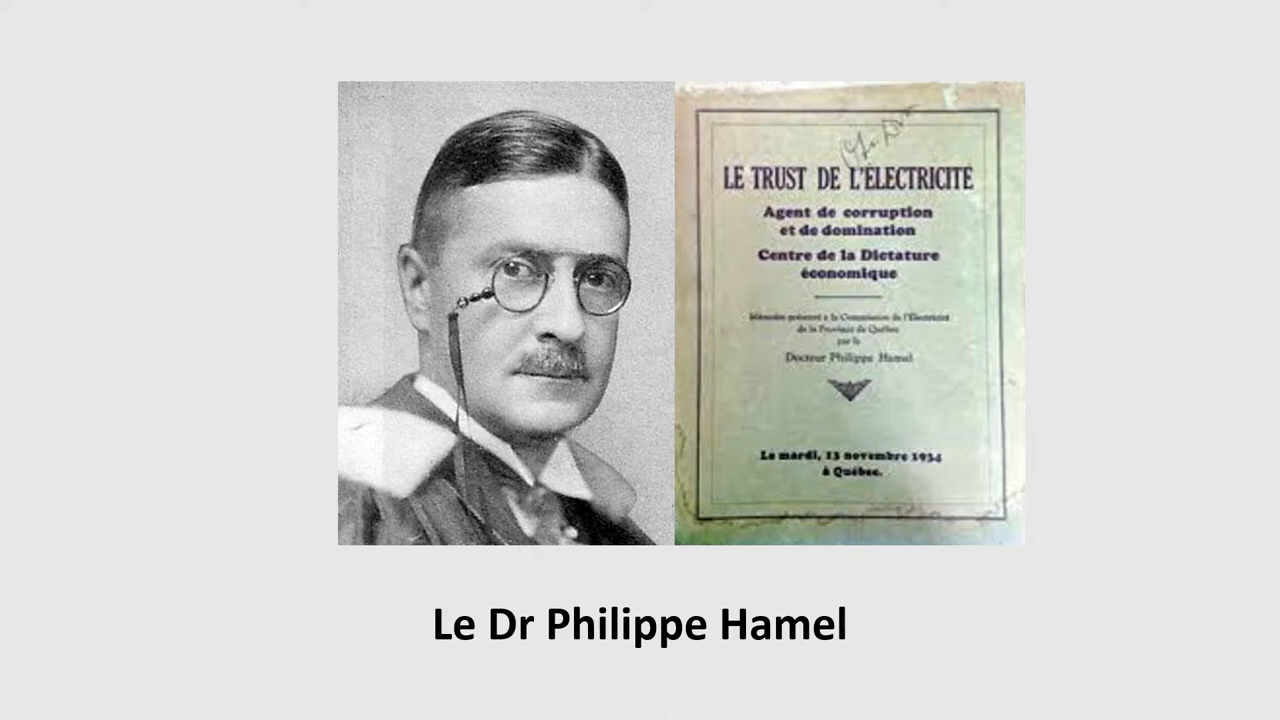 LE TRUST DE L'ELECTRICITE
Agent de corruption
et de domination
Centre de la Dictature
économique
Mémoire présenté à la Commission de l'Electricité
de la Province de Québec
par le
Docteur Philippe Hamel
Le mardi, 13 novembre 1934
à Québec.
Le Dr Philippe Hamel